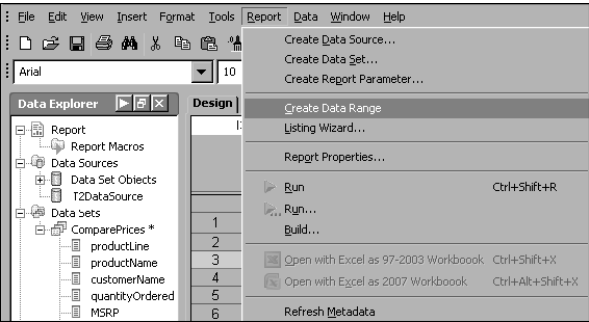 File Edit View Insert Format Tools Report Data Window Help
Arial 10
Data Explorer
Report
Report Macros
Data Sources
Data Set Objects
T2DataSource
Data Sets
ComparePrices *
productLine
productName
customerName
quantityOrdered
MSRP
Design
1
2
3
4
5
6
Create Data Source...
Create Data Set...
Create Report Parameter...
Create Data Range
Listing Wizard...
Report Properties...
Run Ctrl+Shift+R
Run...
Build...
Open with Excel as 97-2003 Workboook Ctrl+Shift+X
Open with Excel as 2007 Workboook Ctrl+Alt+Shift+X
Refresh Metadata